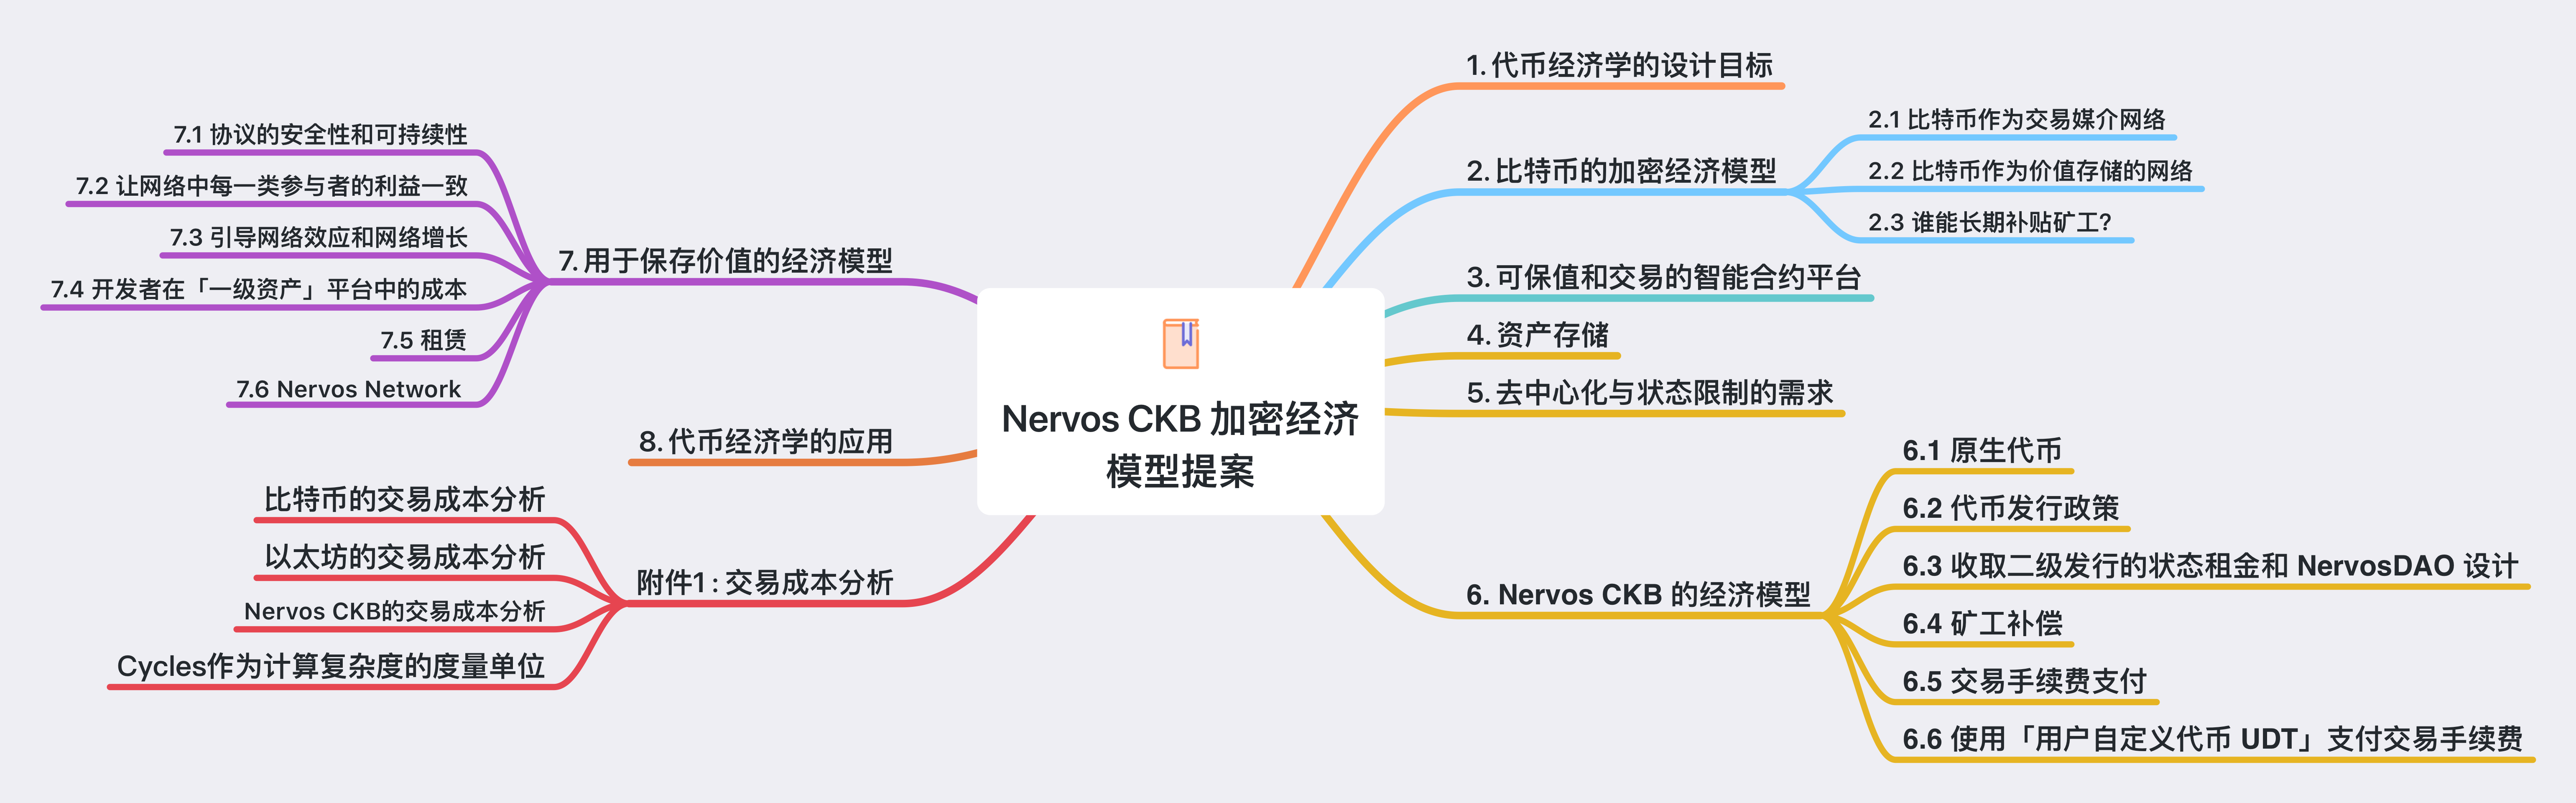 Nervos CKB 加密经济
模型提案
1. 代币经济学的设计目标
2. 比特币的加密经济模型
2.1 比特币作为交易媒介网络
2.2 比特币作为价值存储的网络
2.3 谁能长期补贴矿工?
3. 可保值和交易的智能合约平台
4. 资产存储
5. 去中心化与状态限制的需求
6. Nervos CKB 的经济模型
6.1 原生代币
6.2 代币发行政策
6.3 收取二级发行的状态租金和 NervosDAO 设计
6.4 矿工补偿
6.5 交易手续费支付
6.6 使用「用户自定义代币 UDT」支付交易手续费
7. 用于保存价值的经济模型
7.1 协议的安全性和可持续性
7.2 让网络中每一类参与者的利益一致
7.3 引导网络效应和网络增长
7.4 开发者在「一级资产」平台中的成本
7.5 租赁
7.6 Nervos Network
8. 代币经济学的应用
附件1 : 交易成本分析
比特币的交易成本分析
以太坊的交易成本分析
Nervos CKB的交易成本分析
Cycles作为计算复杂度的度量单位